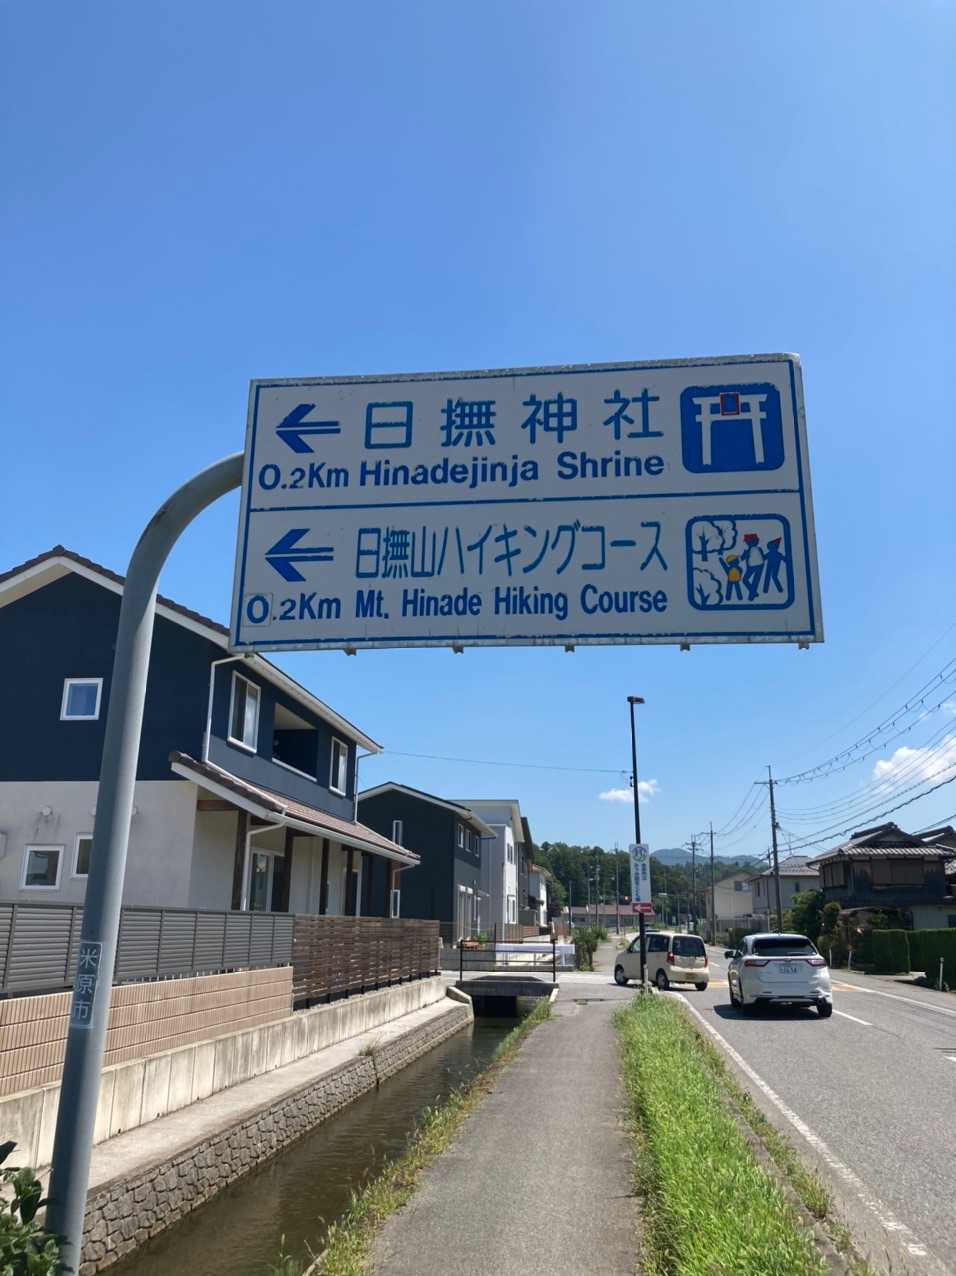 日撫神社
0.2Km Hinadejinja Shrine
日撫山ハイキングコース
0.2Km Mt. Hinade Hiking Course
米原市